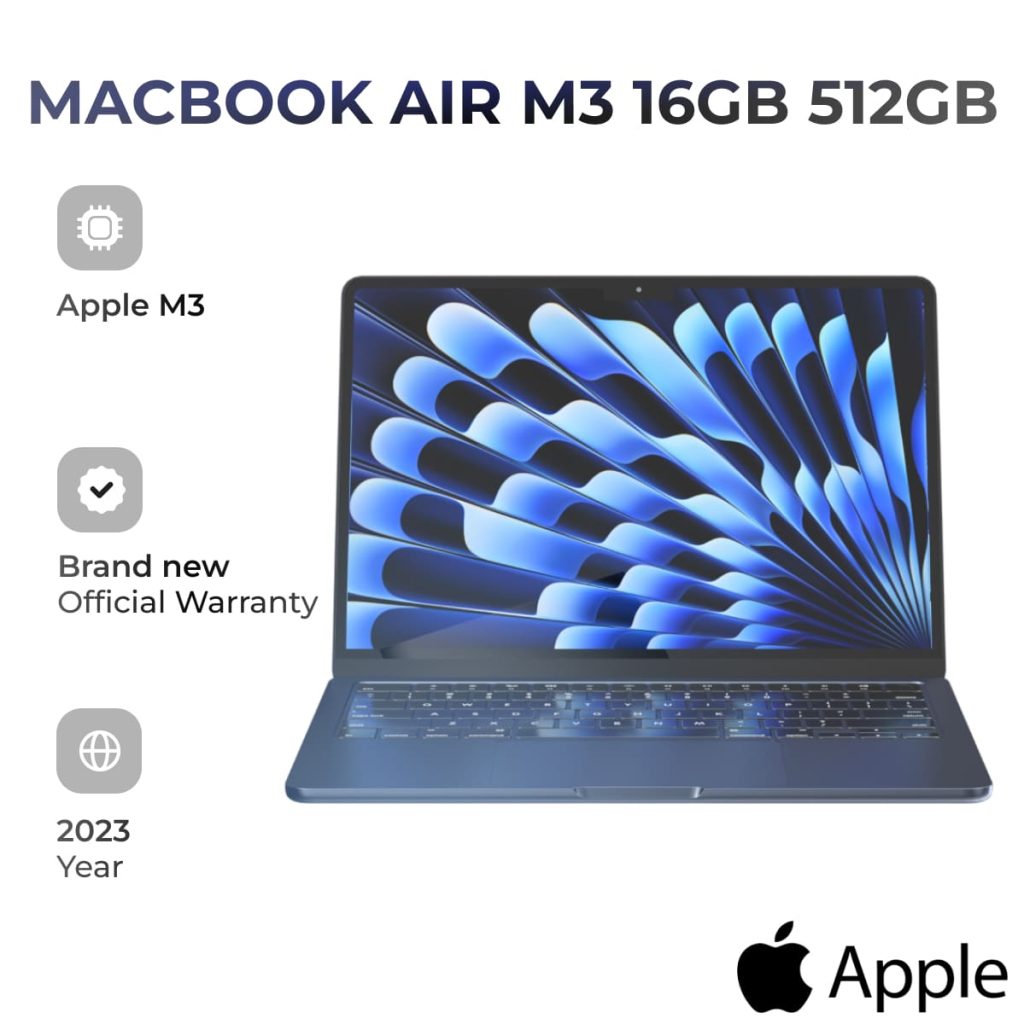 MACBOOK AIR M3 16GB 512GB
Apple M3
Brand new
Official Warranty
2023
Year
Apple